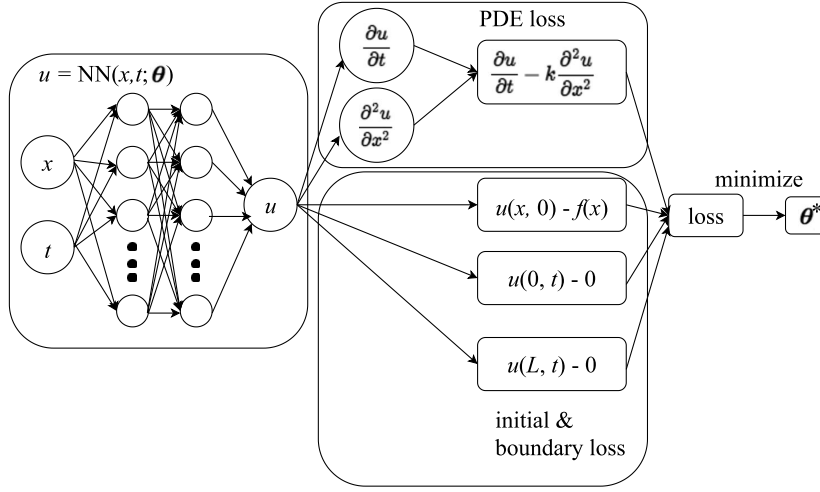 u = NN(x,t;θ)
x
t
u
PDE loss
∂u/∂t
∂²u/∂x²
∂u/∂t − k ∂²u/∂x²
u(x, 0) - f(x)
u(0, t) - 0
u(L, t) - 0
initial &
boundary loss
loss
minimize
θ*